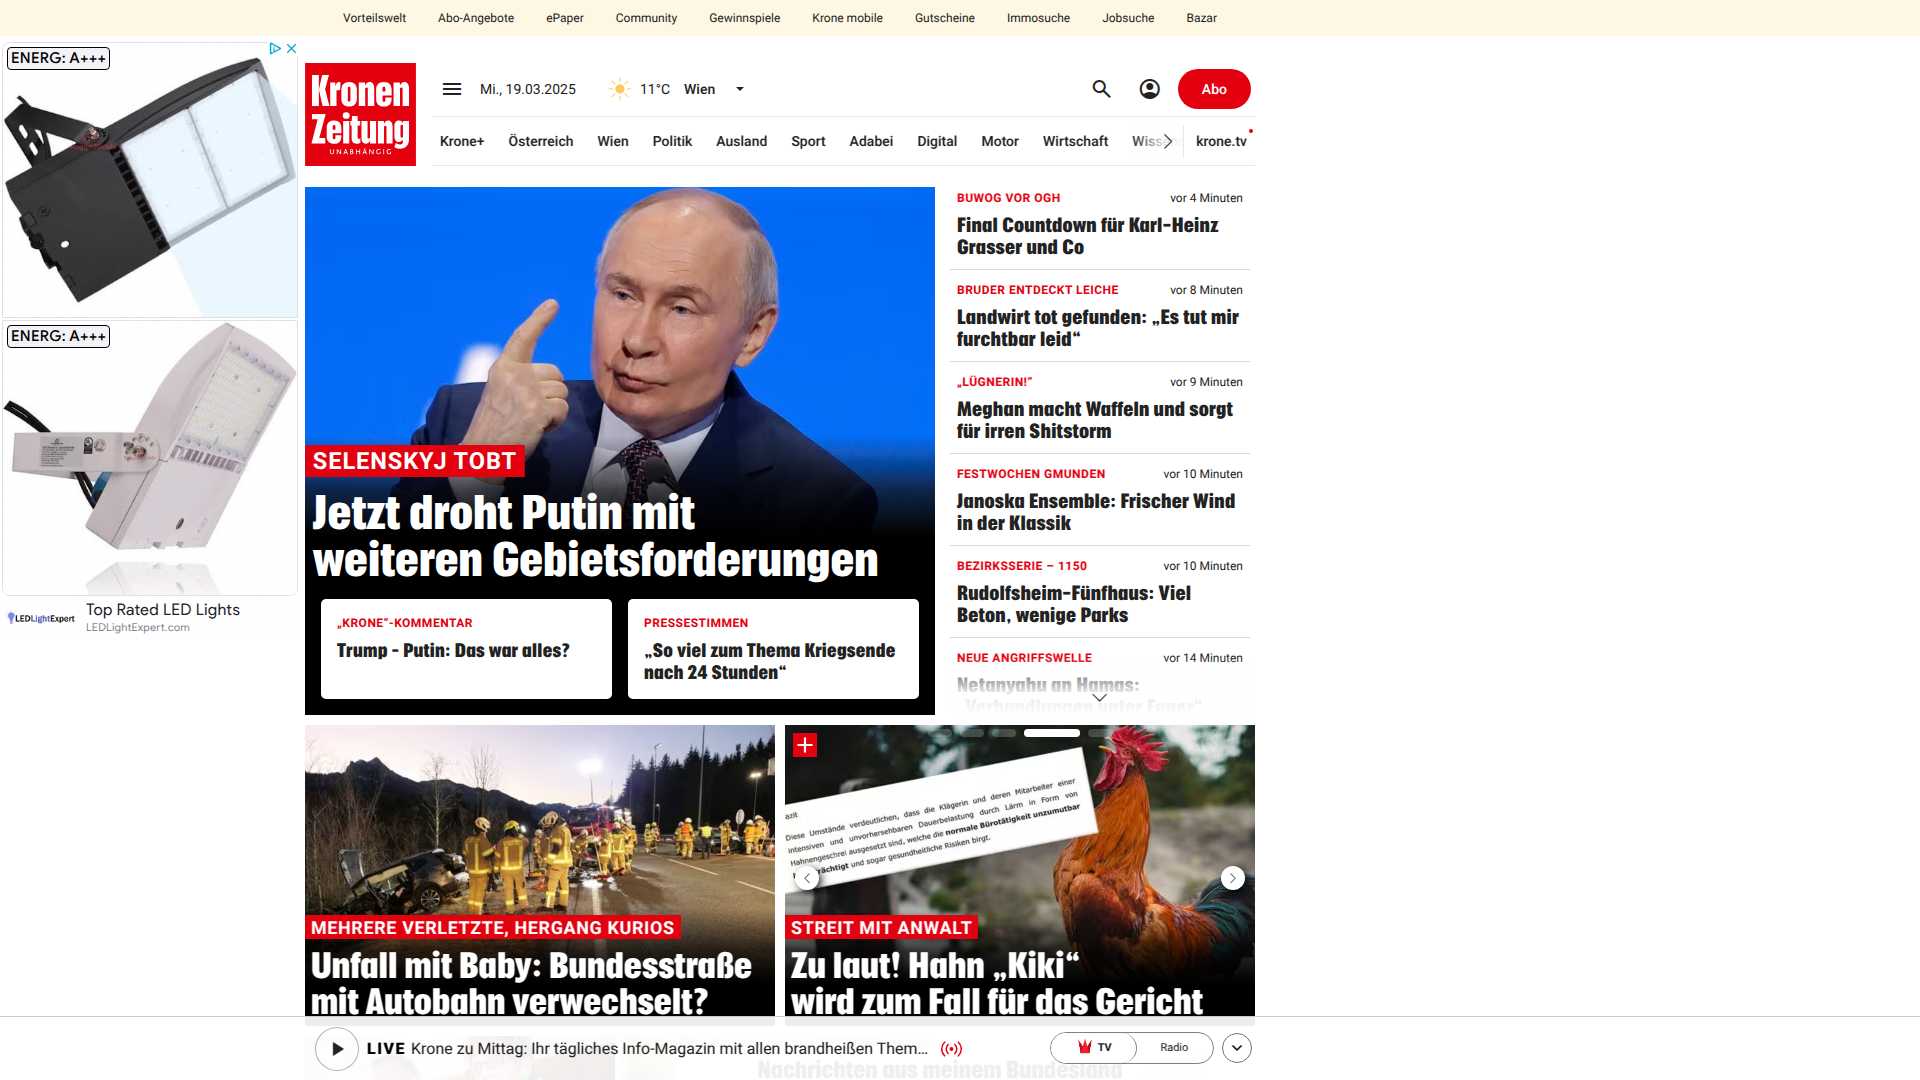 Vorteilswelt Abo-Angebote ePaper Community Gewinnspiele Krone mobile Gutscheine Immosuche Jobsuche Bazar
ENERG: A+++
ENERG: A+++
Top Rated LED Lights
LEDLightExpert
LEDLightExpert.com
Kronen
Zeitung
UNABHÄNGIG
Mi., 19.03.2025 11°C Wien Abo
Krone+ Österreich Wien Politik Ausland Sport Adabei Digital Motor Wirtschaft krone.tv
SELENSKYJ TOBT
Jetzt droht Putin mit
weiteren Gebietsforderungen
„KRONE“-KOMMENTAR
Trump - Putin: Das war alles?
PRESSESTIMMEN
„So viel zum Thema Kriegsende
nach 24 Stunden“
BUWOG VOR OGH vor 4 Minuten
Final Countdown für Karl-Heinz
Grasser und Co
BRUDER ENTDECKT LEICHE vor 8 Minuten
Landwirt tot gefunden: „Es tut mir
furchtbar leid“
„LÜGNERIN!“ vor 9 Minuten
Meghan macht Waffeln und sorgt
für irren Shitstorm
FESTWOCHEN GMUNDEN vor 10 Minuten
Janoska Ensemble: Frischer Wind
in der Klassik
BEZIRKSSERIE – 1150 vor 10 Minuten
Rudolfsheim-Fünfhaus: Viel
Beton, wenige Parks
NEUE ANGRIFFSWELLE vor 14 Minuten
Netanyahu an Hamas:
„Verhandlungen unter Feuer“
MEHRERE VERLETZTE, HERGANG KURIOS
Unfall mit Baby: Bundesstraße
mit Autobahn verwechselt?
azit
Diese Umstände verdeutlichen, dass die Klägerin und deren Mitarbeiter einer
intensiven und unvorhersehbaren Dauerbelastung durch Lärm in Form von
Hahnengeschrei ausgesetzt sind, welche die normale Bürotätigkeit unzumutbar
trächtigt und sogar gesundheitliche Risiken birgt.
STREIT MIT ANWALT
Zu laut! Hahn „Kiki“
wird zum Fall für das Gericht
LIVE Krone zu Mittag: Ihr tägliches Info-Magazin mit allen brandheißen Them... TV Radio
Nachrichten aus meinem Bundesland